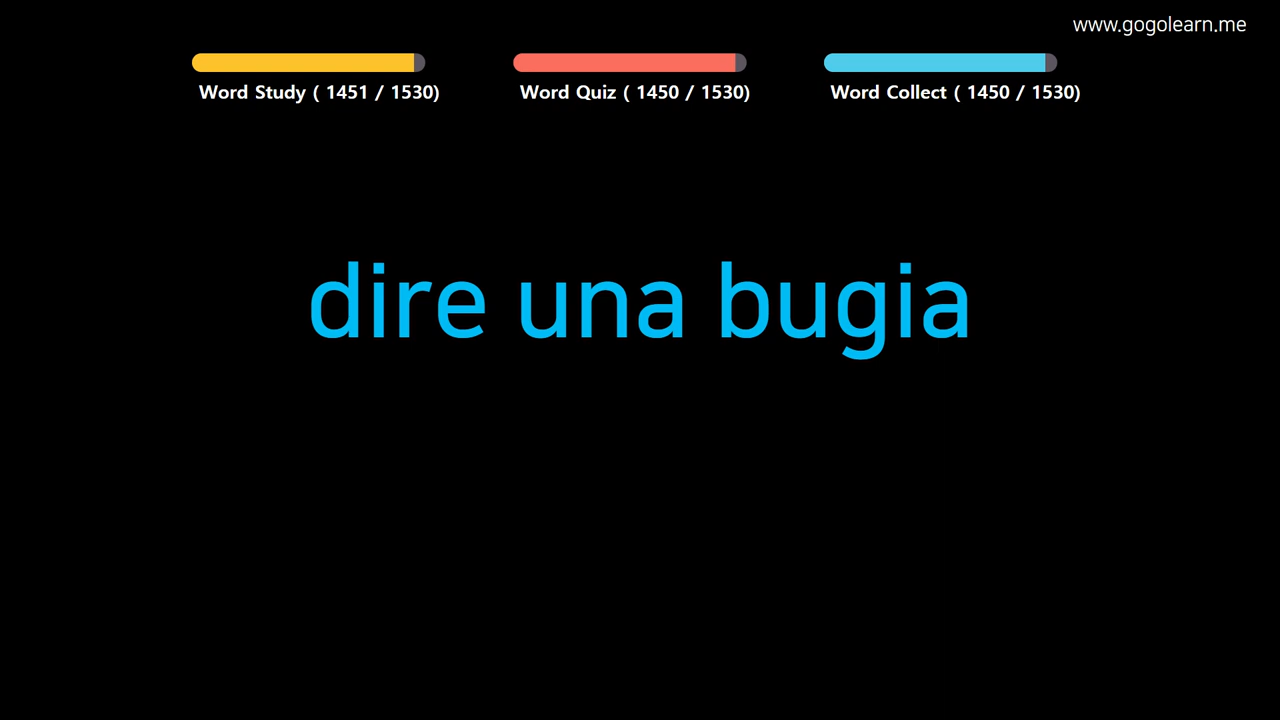 www.gogolearn.me
Word Study ( 1451 / 1530)
Word Quiz ( 1450 / 1530)
Word Collect ( 1450 / 1530)
dire una bugia